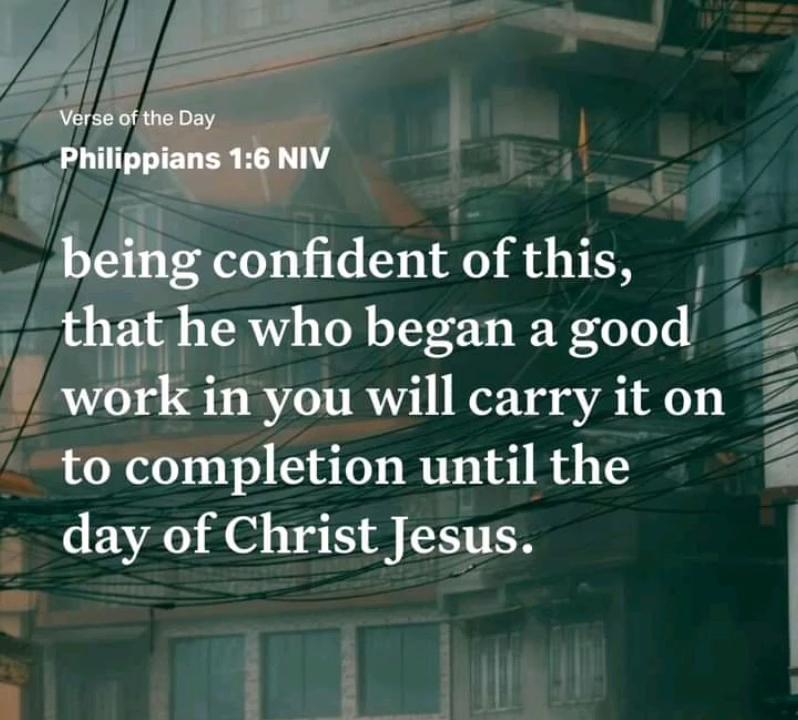 Verse of the Day
Philippians 1:6 NIV
being confident of this,
that he who began a good
work in you will carry it on
to completion until the
day of Christ Jesus.